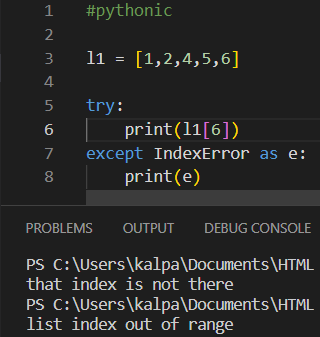 1 #pythonic
2
3 l1 = [1,2,4,5,6]
4
5 try:
6     print(l1[6])
7 except IndexError as e:
8     print(e)
PROBLEMS OUTPUT DEBUG CONSOLE
PS C:\Users\kalpa\Documents\HTML
that index is not there
PS C:\Users\kalpa\Documents\HTML
list index out of range